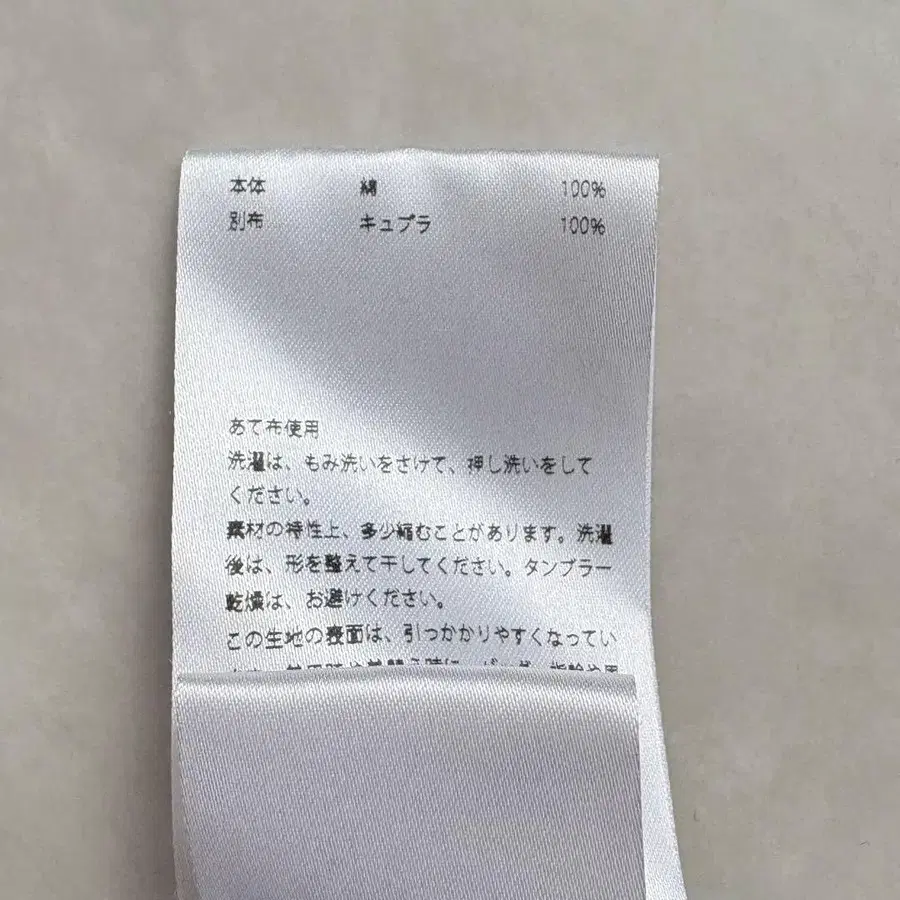 本体 綿 100%
別布 キュプラ 100%
あて布使用
洗濯は、もみ洗いをさけて、押し洗いをして
ください。
素材の特性上、多少縮むことがあります。洗濯
後は、形を整えて干してください。タンブラー
乾燥は、お避けください。
この生地の表面は、引っかかりやすくなってい